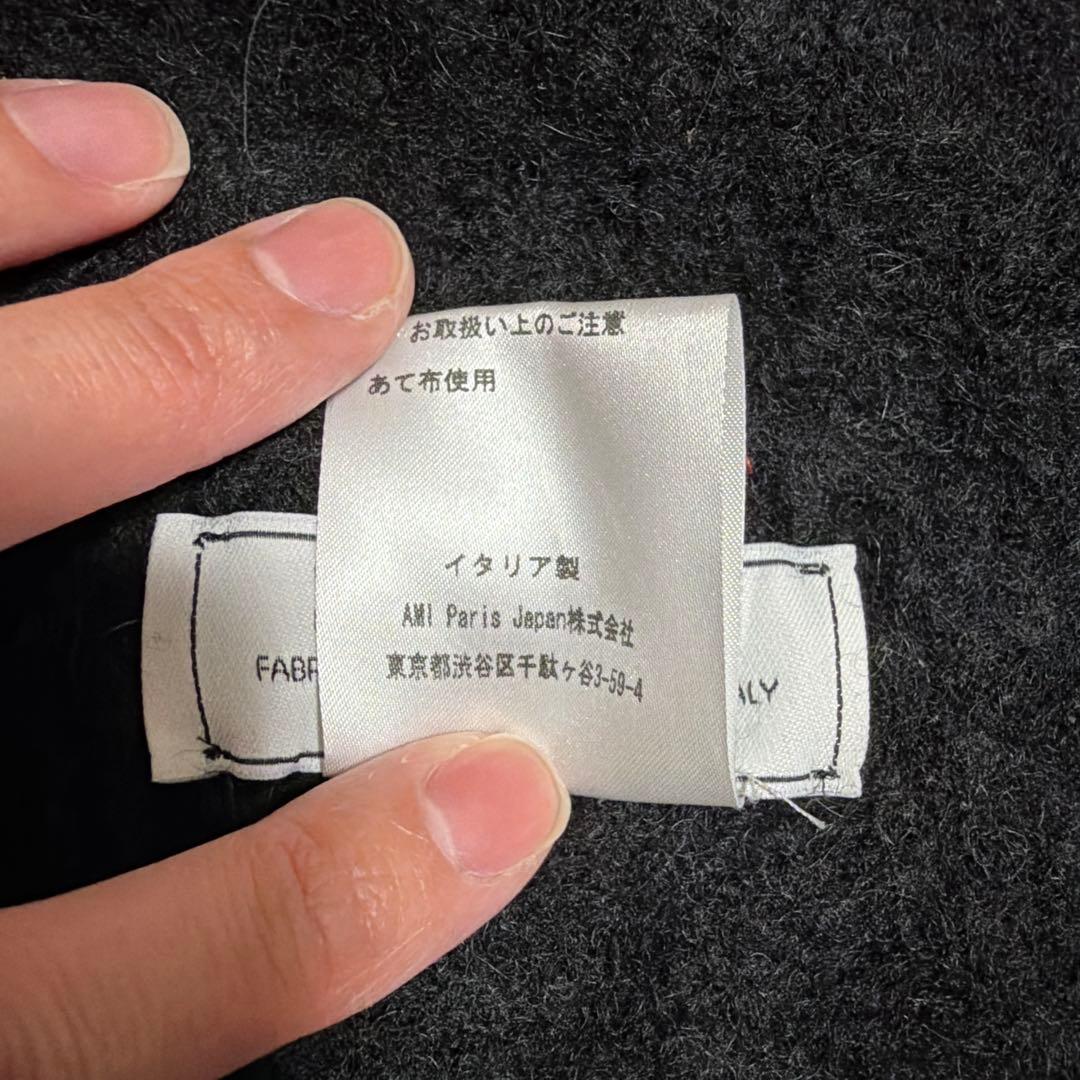 お取扱い上のご注意
あて布使用
イタリア製
AMI Paris Japan株式会社
東京都渋谷区千駄ヶ谷3-59-4
FABR
ALY